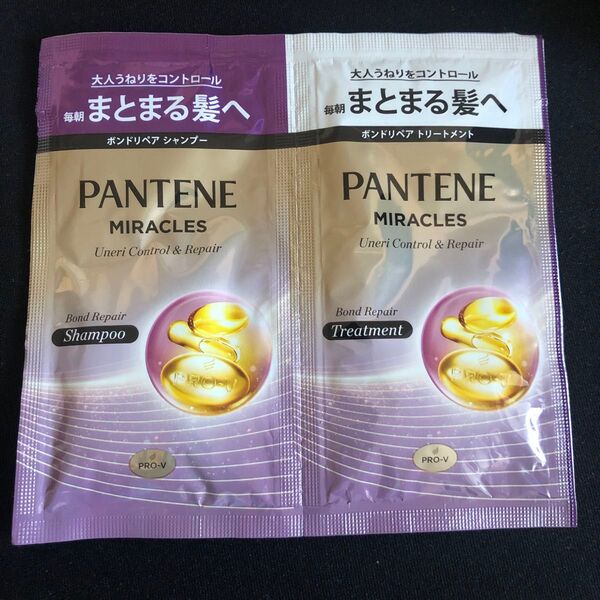 大人うねりをコントロール
毎朝 まとまる髪へ
ボンドリペア シャンプー
PANTENE
MIRACLES
Uneri Control & Repair
Bond Repair
Shampoo
PRO-V
PRO-V
大人うねりをコントロール
毎朝 まとまる髪へ
ボンドリペア トリートメント
PANTENE
MIRACLES
Uneri Control & Repair
Bond Repair
Treatment
PRO-V
PRO-V